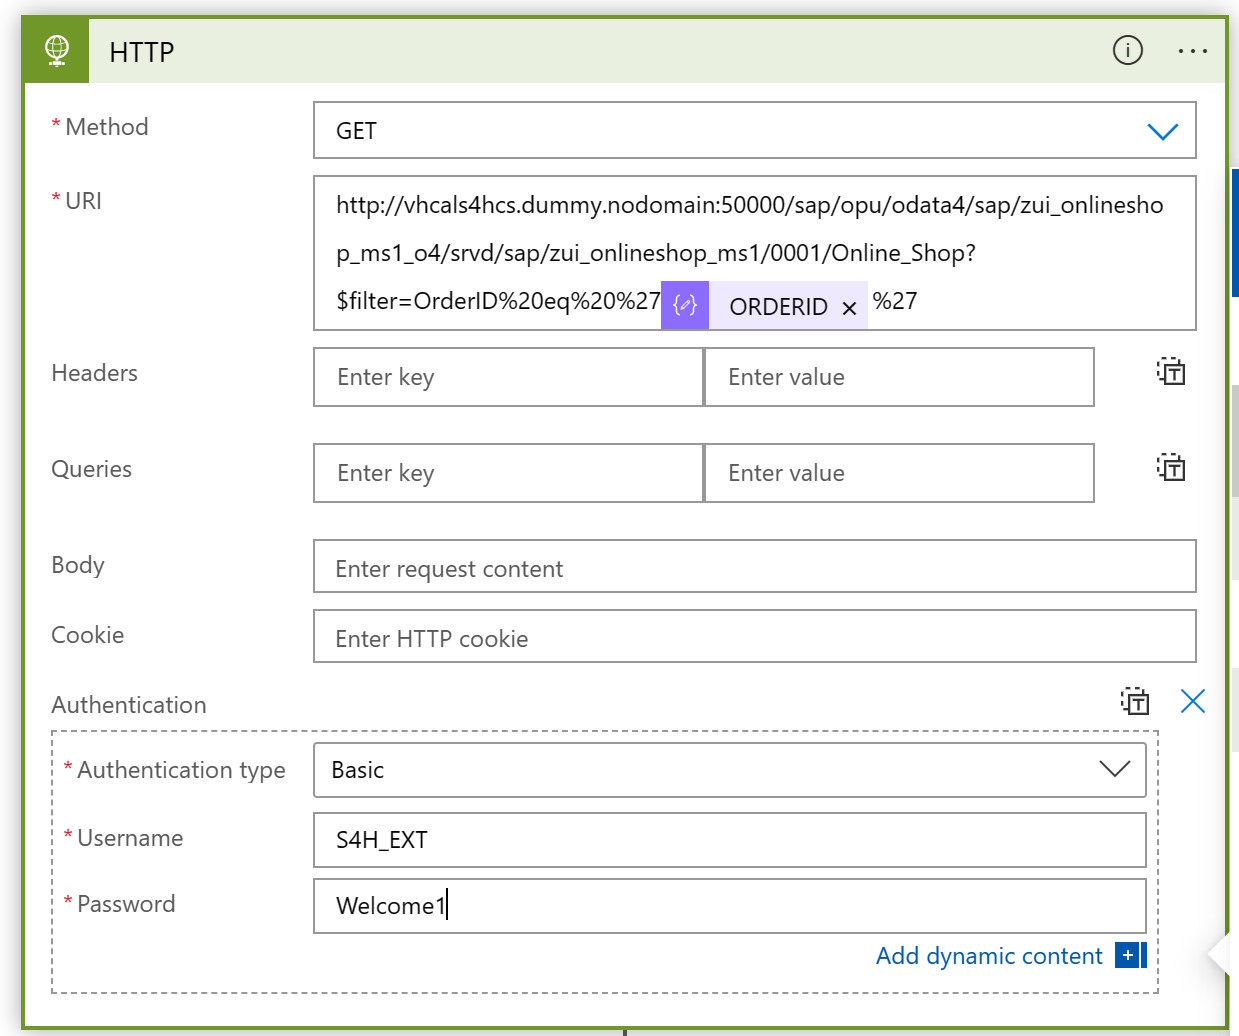 HTTP
* Method
GET
* URI
http://vhcals4hcs.dummy.nodomain:50000/sap/opu/odata4/sap/zui_onlinesho
p_ms1_o4/srvd/sap/zui_onlineshop_ms1/0001/Online_Shop?
$filter=OrderID%20eq%20%27 ORDERID × %27
Headers
Enter key
Enter value
Queries
Enter key
Enter value
Body
Enter request content
Cookie
Enter HTTP cookie
Authentication
* Authentication type
Basic
* Username
S4H_EXT
* Password
Welcome1
Add dynamic content